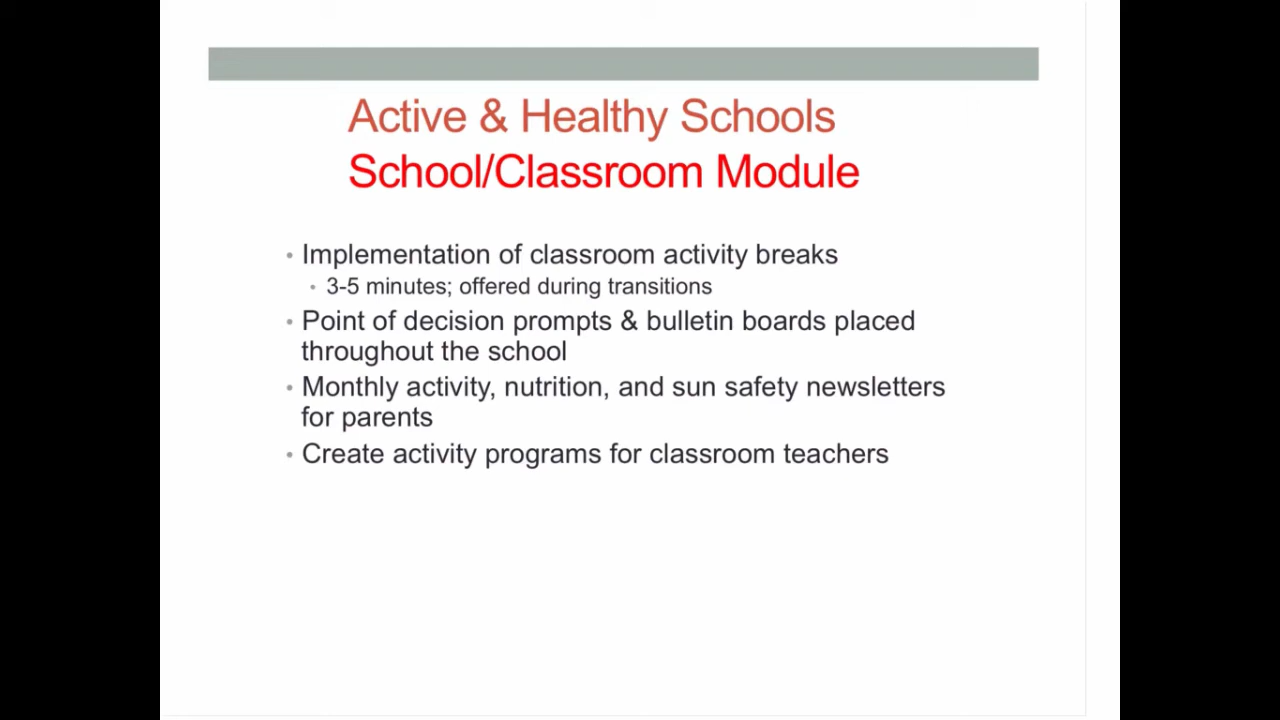 Active & Healthy Schools
School/Classroom Module
• Implementation of classroom activity breaks
• 3-5 minutes; offered during transitions
• Point of decision prompts & bulletin boards placed
throughout the school
• Monthly activity, nutrition, and sun safety newsletters
for parents
• Create activity programs for classroom teachers